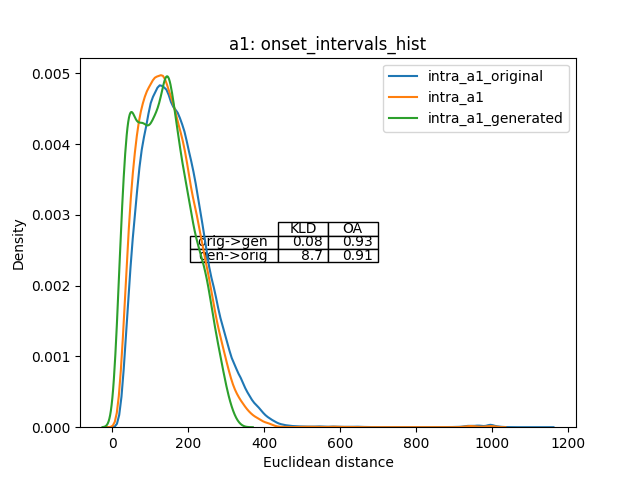 a1: onset_intervals_hist
intra_a1_original
intra_a1
intra_a1_generated
0.005
0.004
0.003
0.002
0.001
0.000
Density
KLD OA
orig->gen 0.08 0.93
gen->orig 8.7 0.91
0 200 400 600 800 1000 1200
Euclidean distance